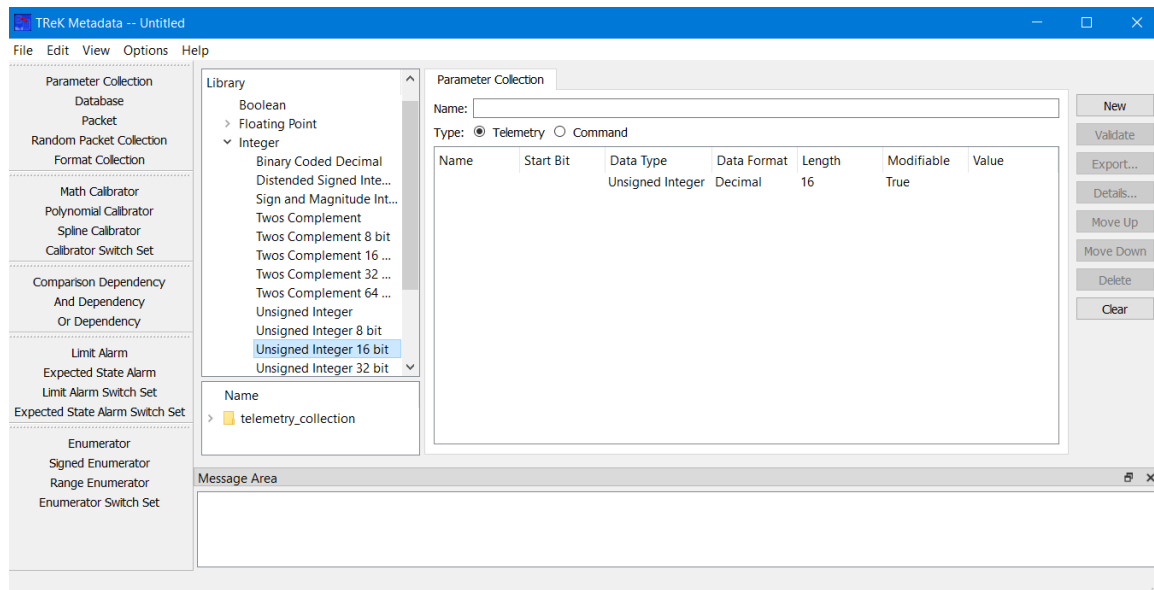 TReK Metadata -- Untitled
File Edit View Options Help
Parameter Collection
Database
Packet
Random Packet Collection
Format Collection
Math Calibrator
Polynomial Calibrator
Spline Calibrator
Calibrator Switch Set
Comparison Dependency
And Dependency
Or Dependency
Limit Alarm
Expected State Alarm
Limit Alarm Switch Set
Expected State Alarm Switch Set
Enumerator
Signed Enumerator
Range Enumerator
Enumerator Switch Set
Library
Boolean
Floating Point
Integer
Binary Coded Decimal
Distended Signed Inte...
Sign and Magnitude Int...
Twos Complement
Twos Complement 8 bit
Twos Complement 16 ...
Twos Complement 32 ...
Twos Complement 64 ...
Unsigned Integer
Unsigned Integer 8 bit
Unsigned Integer 16 bit
Unsigned Integer 32 bit
Name
telemetry_collection
Parameter Collection
Name:
Type: Telemetry Command
Name Start Bit Data Type Data Format Length Modifiable Value
Unsigned Integer Decimal 16 True
New
Validate
Export...
Details...
Move Up
Move Down
Delete
Clear
Message Area